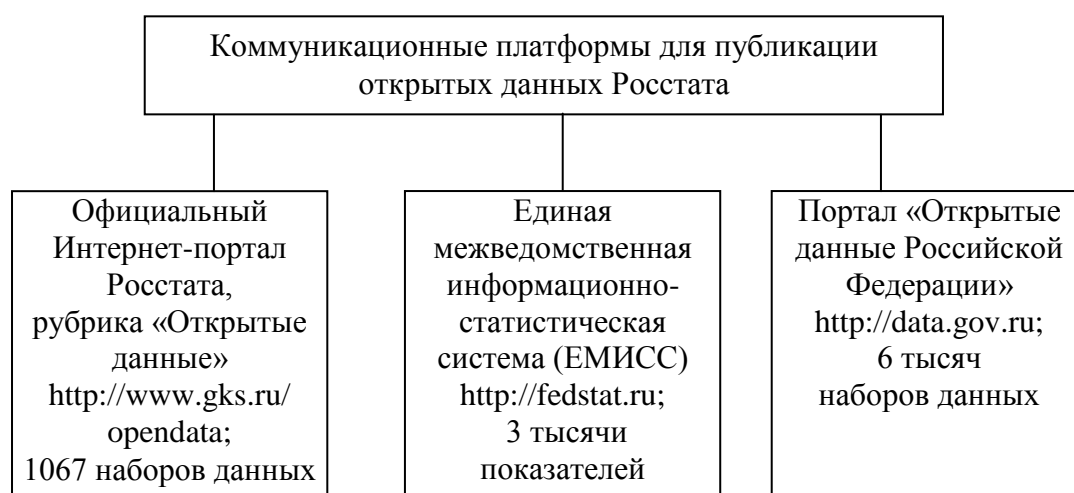 Коммуникационные платформы для публикации
открытых данных Росстата
Официальный
Интернет-портал
Росстата,
рубрика «Открытые
данные»
http://www.gks.ru/
opendata;
1067 наборов данных
Единая
межведомственная
информационно-
статистическая
система (ЕМИСС)
http://fedstat.ru;
3 тысячи
показателей
Портал «Открытые
данные Российской
Федерации»
http://data.gov.ru;
6 тысяч
наборов данных